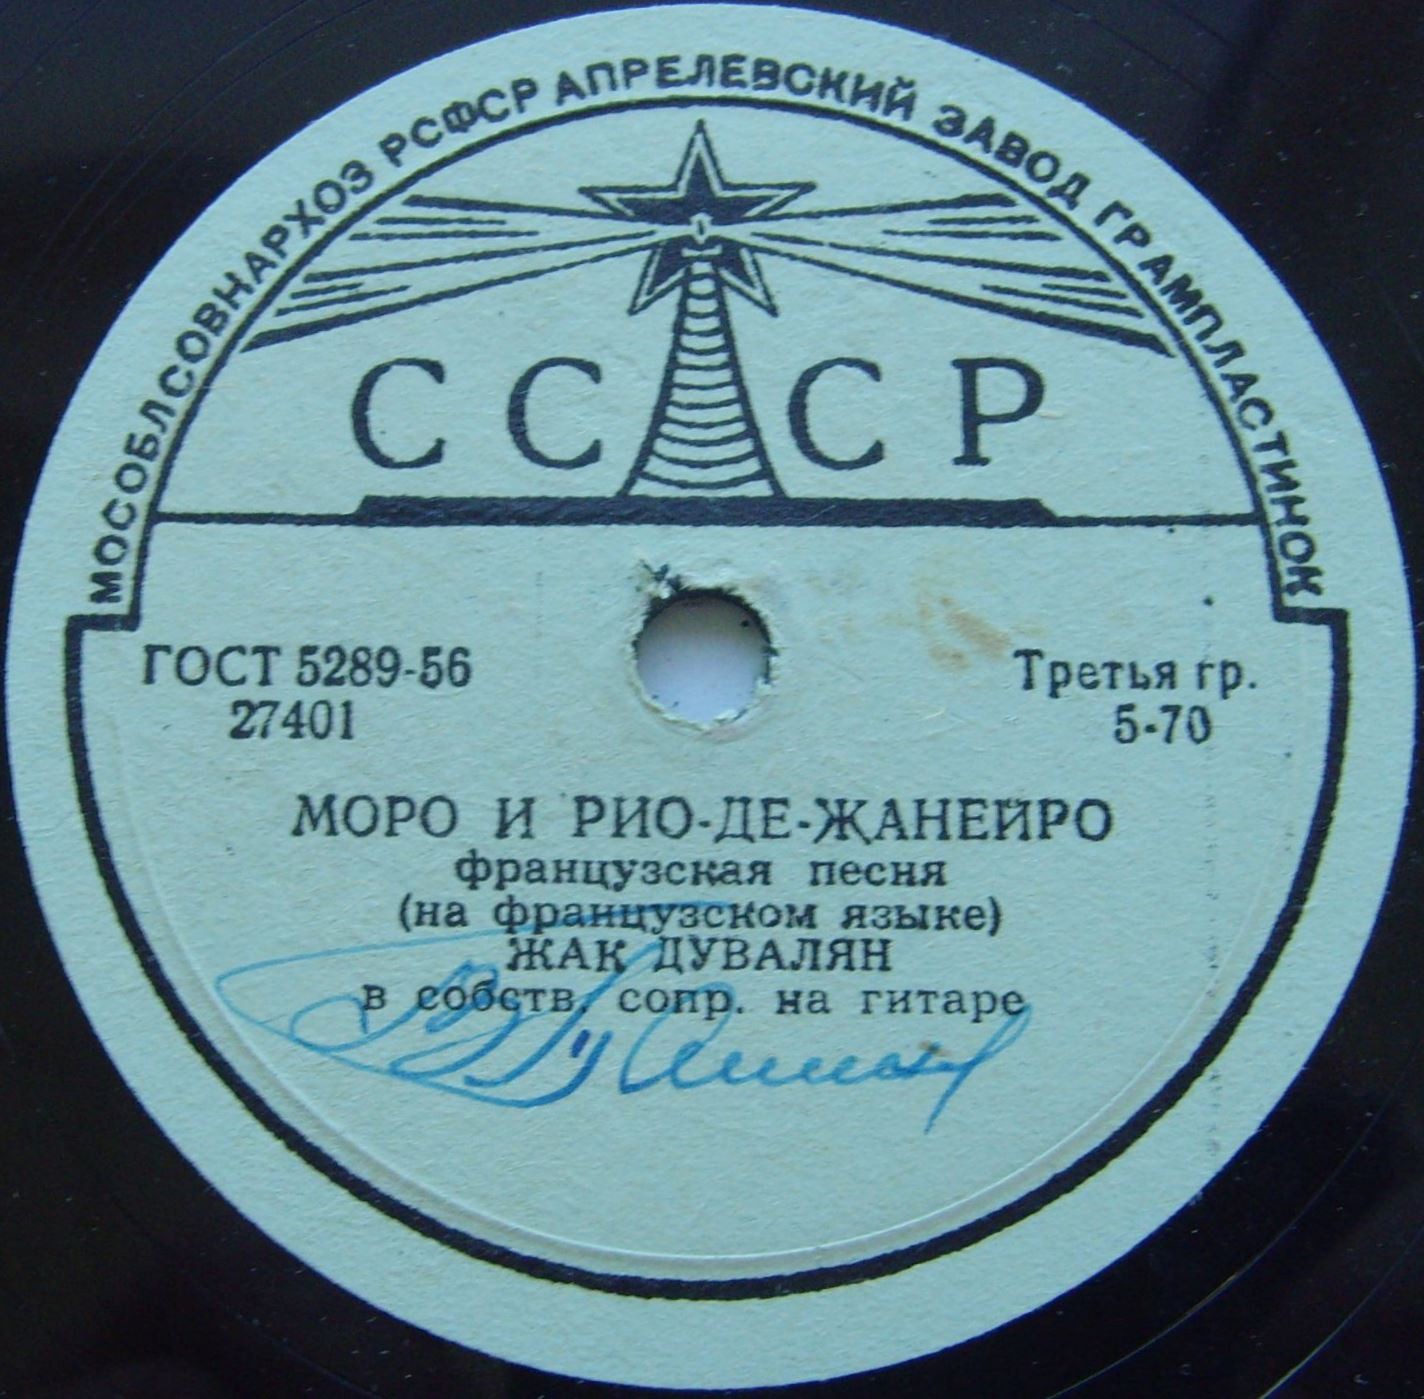 МОСОБЛСОВНАРХОЗ РСФСР АПРЕЛЕВСКИЙ ЗАВОД ГРАМПЛАСТИНОК
СССР
ГОСТ 5289-56
27401
Третья гр.
5-70
МОРО И РИО-ДЕ-ЖАНЕЙРО
французская песня
(на французском языке)
ЖАК ДУВАЛЯН
в собств. сопр. на гитаре